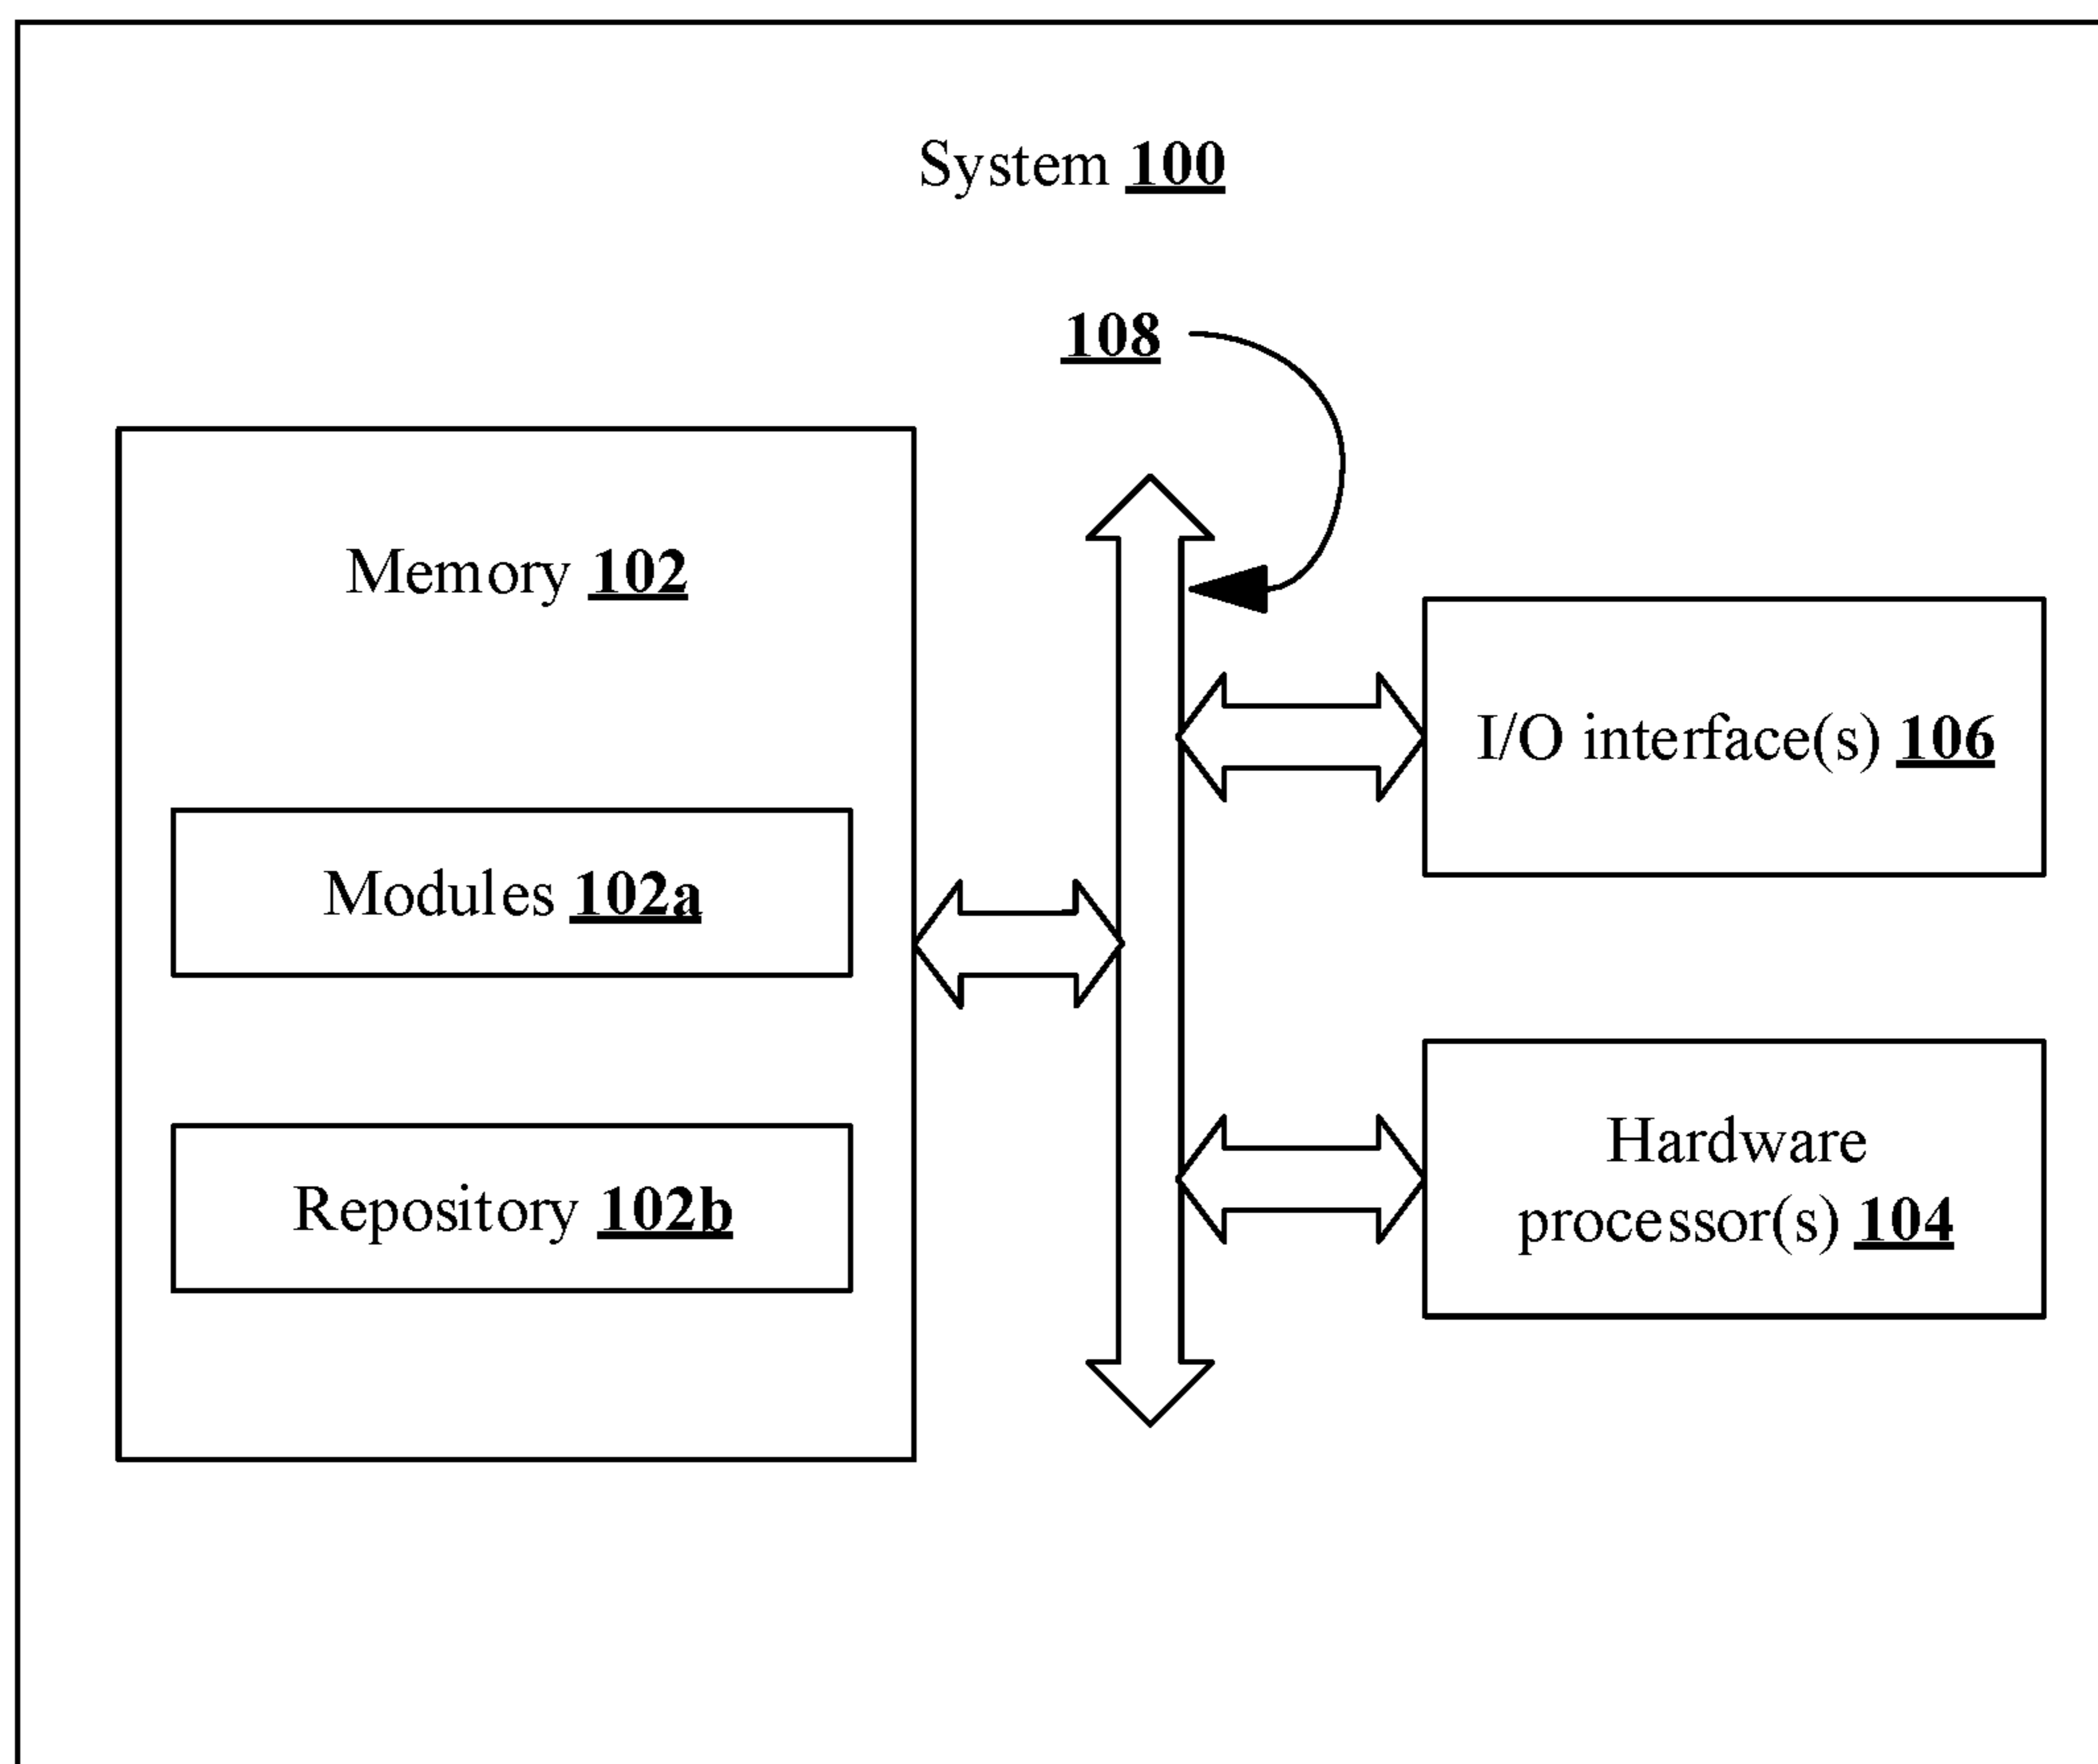 System 100
108
Memory 102
I/O interface(s) 106
Modules 102a
Hardware
processor(s) 104
Repository 102b